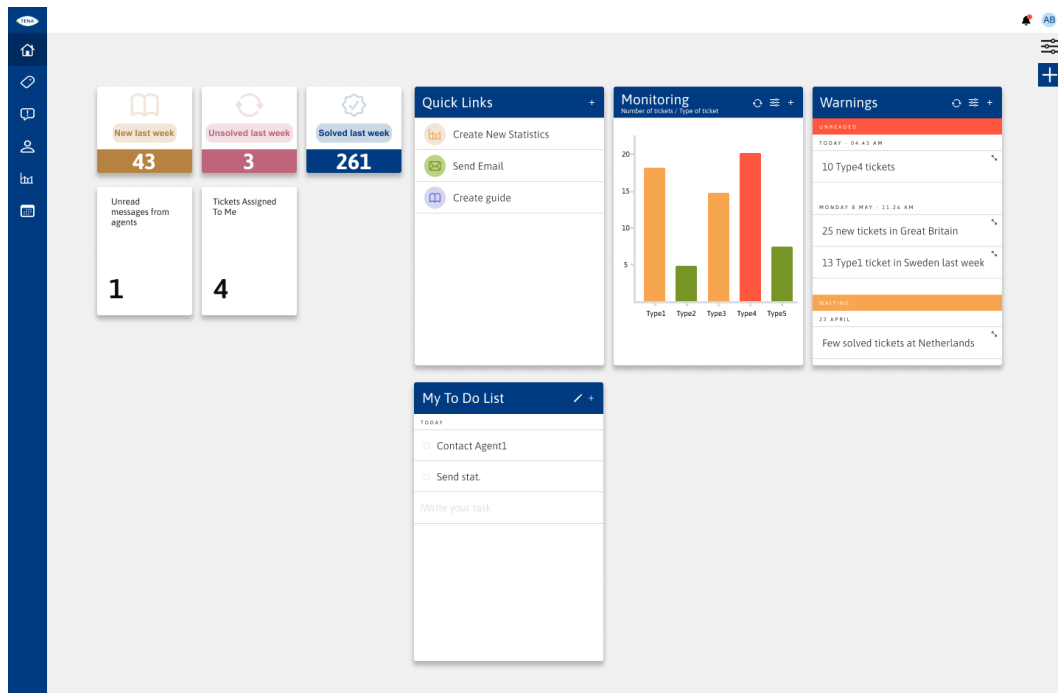 TENA
AB
New last week
43
Unsolved last week
3
Solved last week
261
Unread
messages from
agents
1
Tickets Assigned
To Me
4
Quick Links
+
Create New Statistics
Send Email
Create guide
Monitoring
Number of tickets / Type of ticket
+
20
15
10
5
Type1 Type2 Type3 Type4 Type5
Warnings
+
UNREADED
TODAY - 04.43 AM
10 Type4 tickets
MONDAY 8 MAY - 11.26 AM
25 new tickets in Great Britain
13 Type1 ticket in Sweden last week
WAITING
23 APRIL
Few solved tickets at Netherlands
My To Do List
+
TODAY
Contact Agent1
Send stat.
Write your task